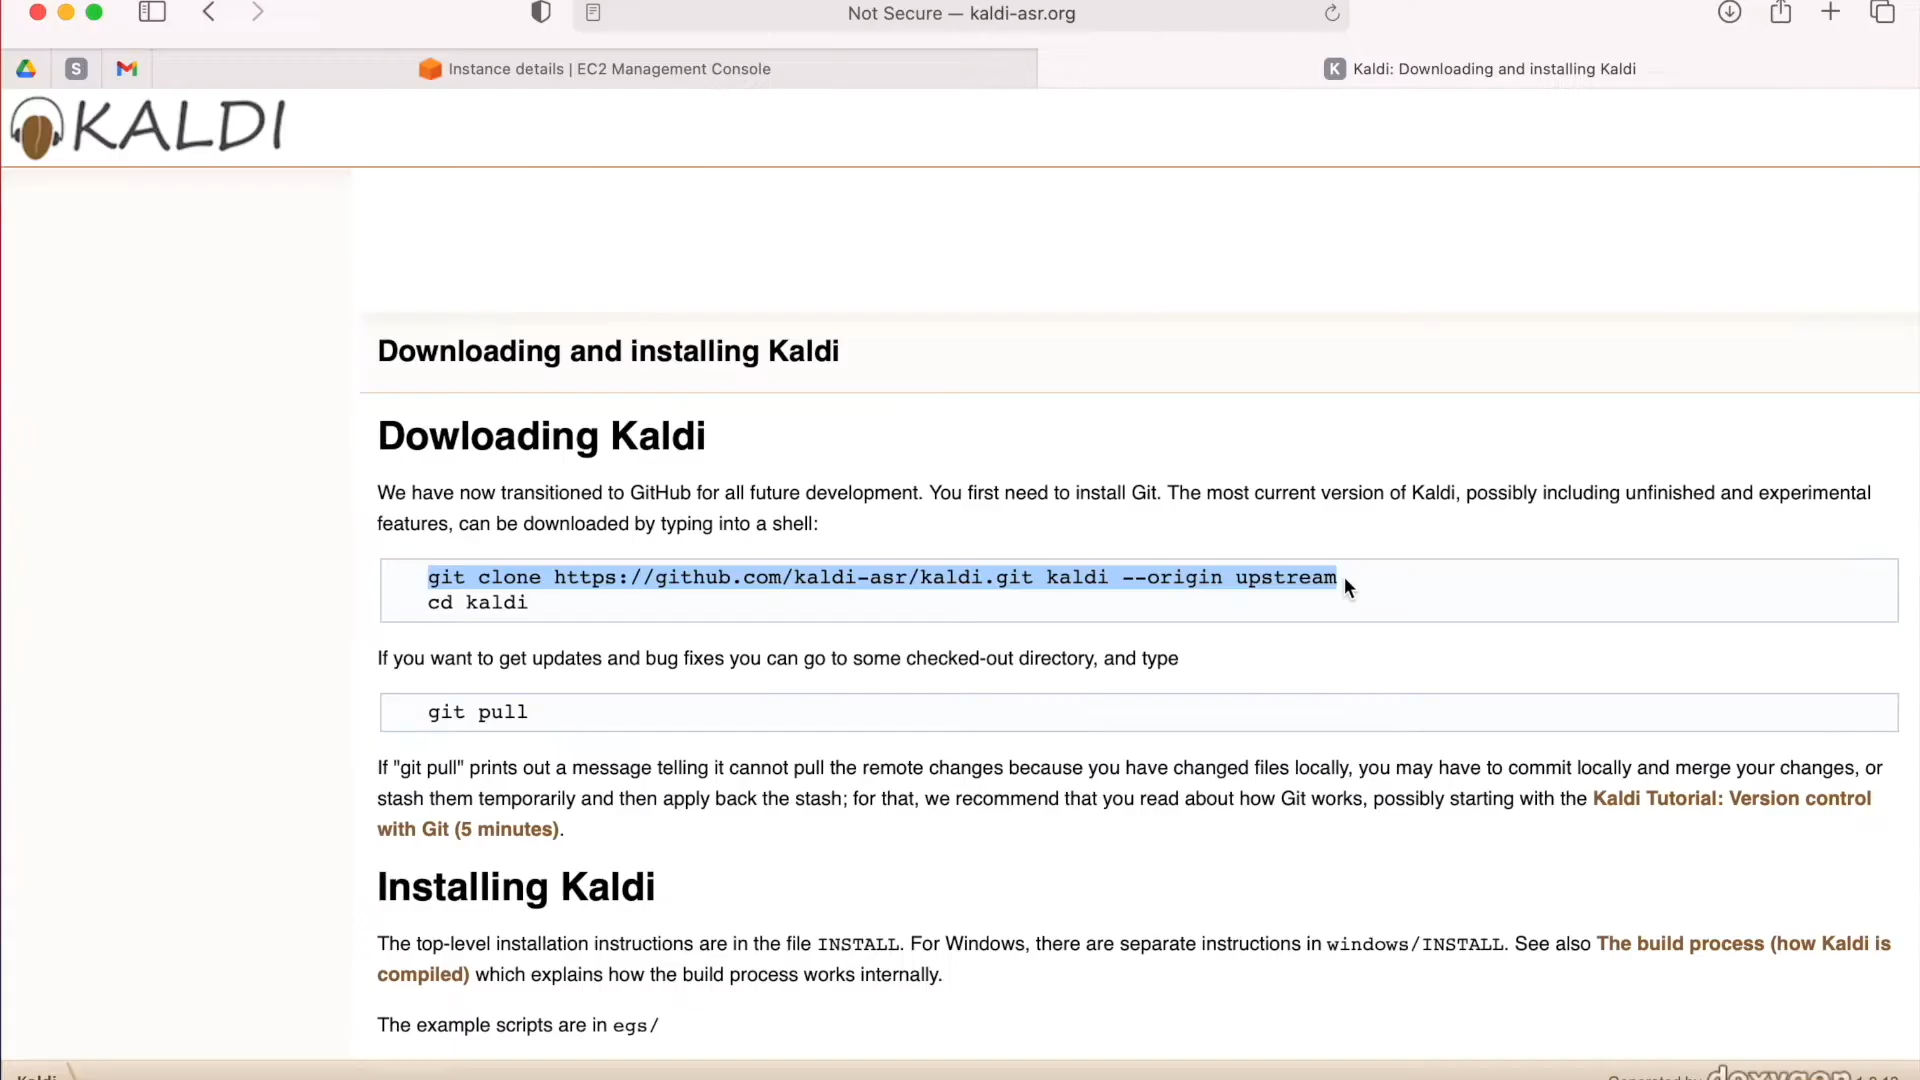 Not Secure — kaldi-asr.org
S
Instance details | EC2 Management Console
K Kaldi: Downloading and installing Kaldi
KALDI
Downloading and installing Kaldi
Dowloading Kaldi
We have now transitioned to GitHub for all future development. You first need to install Git. The most current version of Kaldi, possibly including unfinished and experimental
features, can be downloaded by typing into a shell:
git clone https://github.com/kaldi-asr/kaldi.git kaldi --origin upstream
cd kaldi
If you want to get updates and bug fixes you can go to some checked-out directory, and type
git pull
If "git pull" prints out a message telling it cannot pull the remote changes because you have changed files locally, you may have to commit locally and merge your changes, or
stash them temporarily and then apply back the stash; for that, we recommend that you read about how Git works, possibly starting with the Kaldi Tutorial: Version control
with Git (5 minutes).
Installing Kaldi
The top-level installation instructions are in the file INSTALL. For Windows, there are separate instructions in windows/INSTALL. See also The build process (how Kaldi is
compiled) which explains how the build process works internally.
The example scripts are in egs/
Kaldi
Generated by doxygen